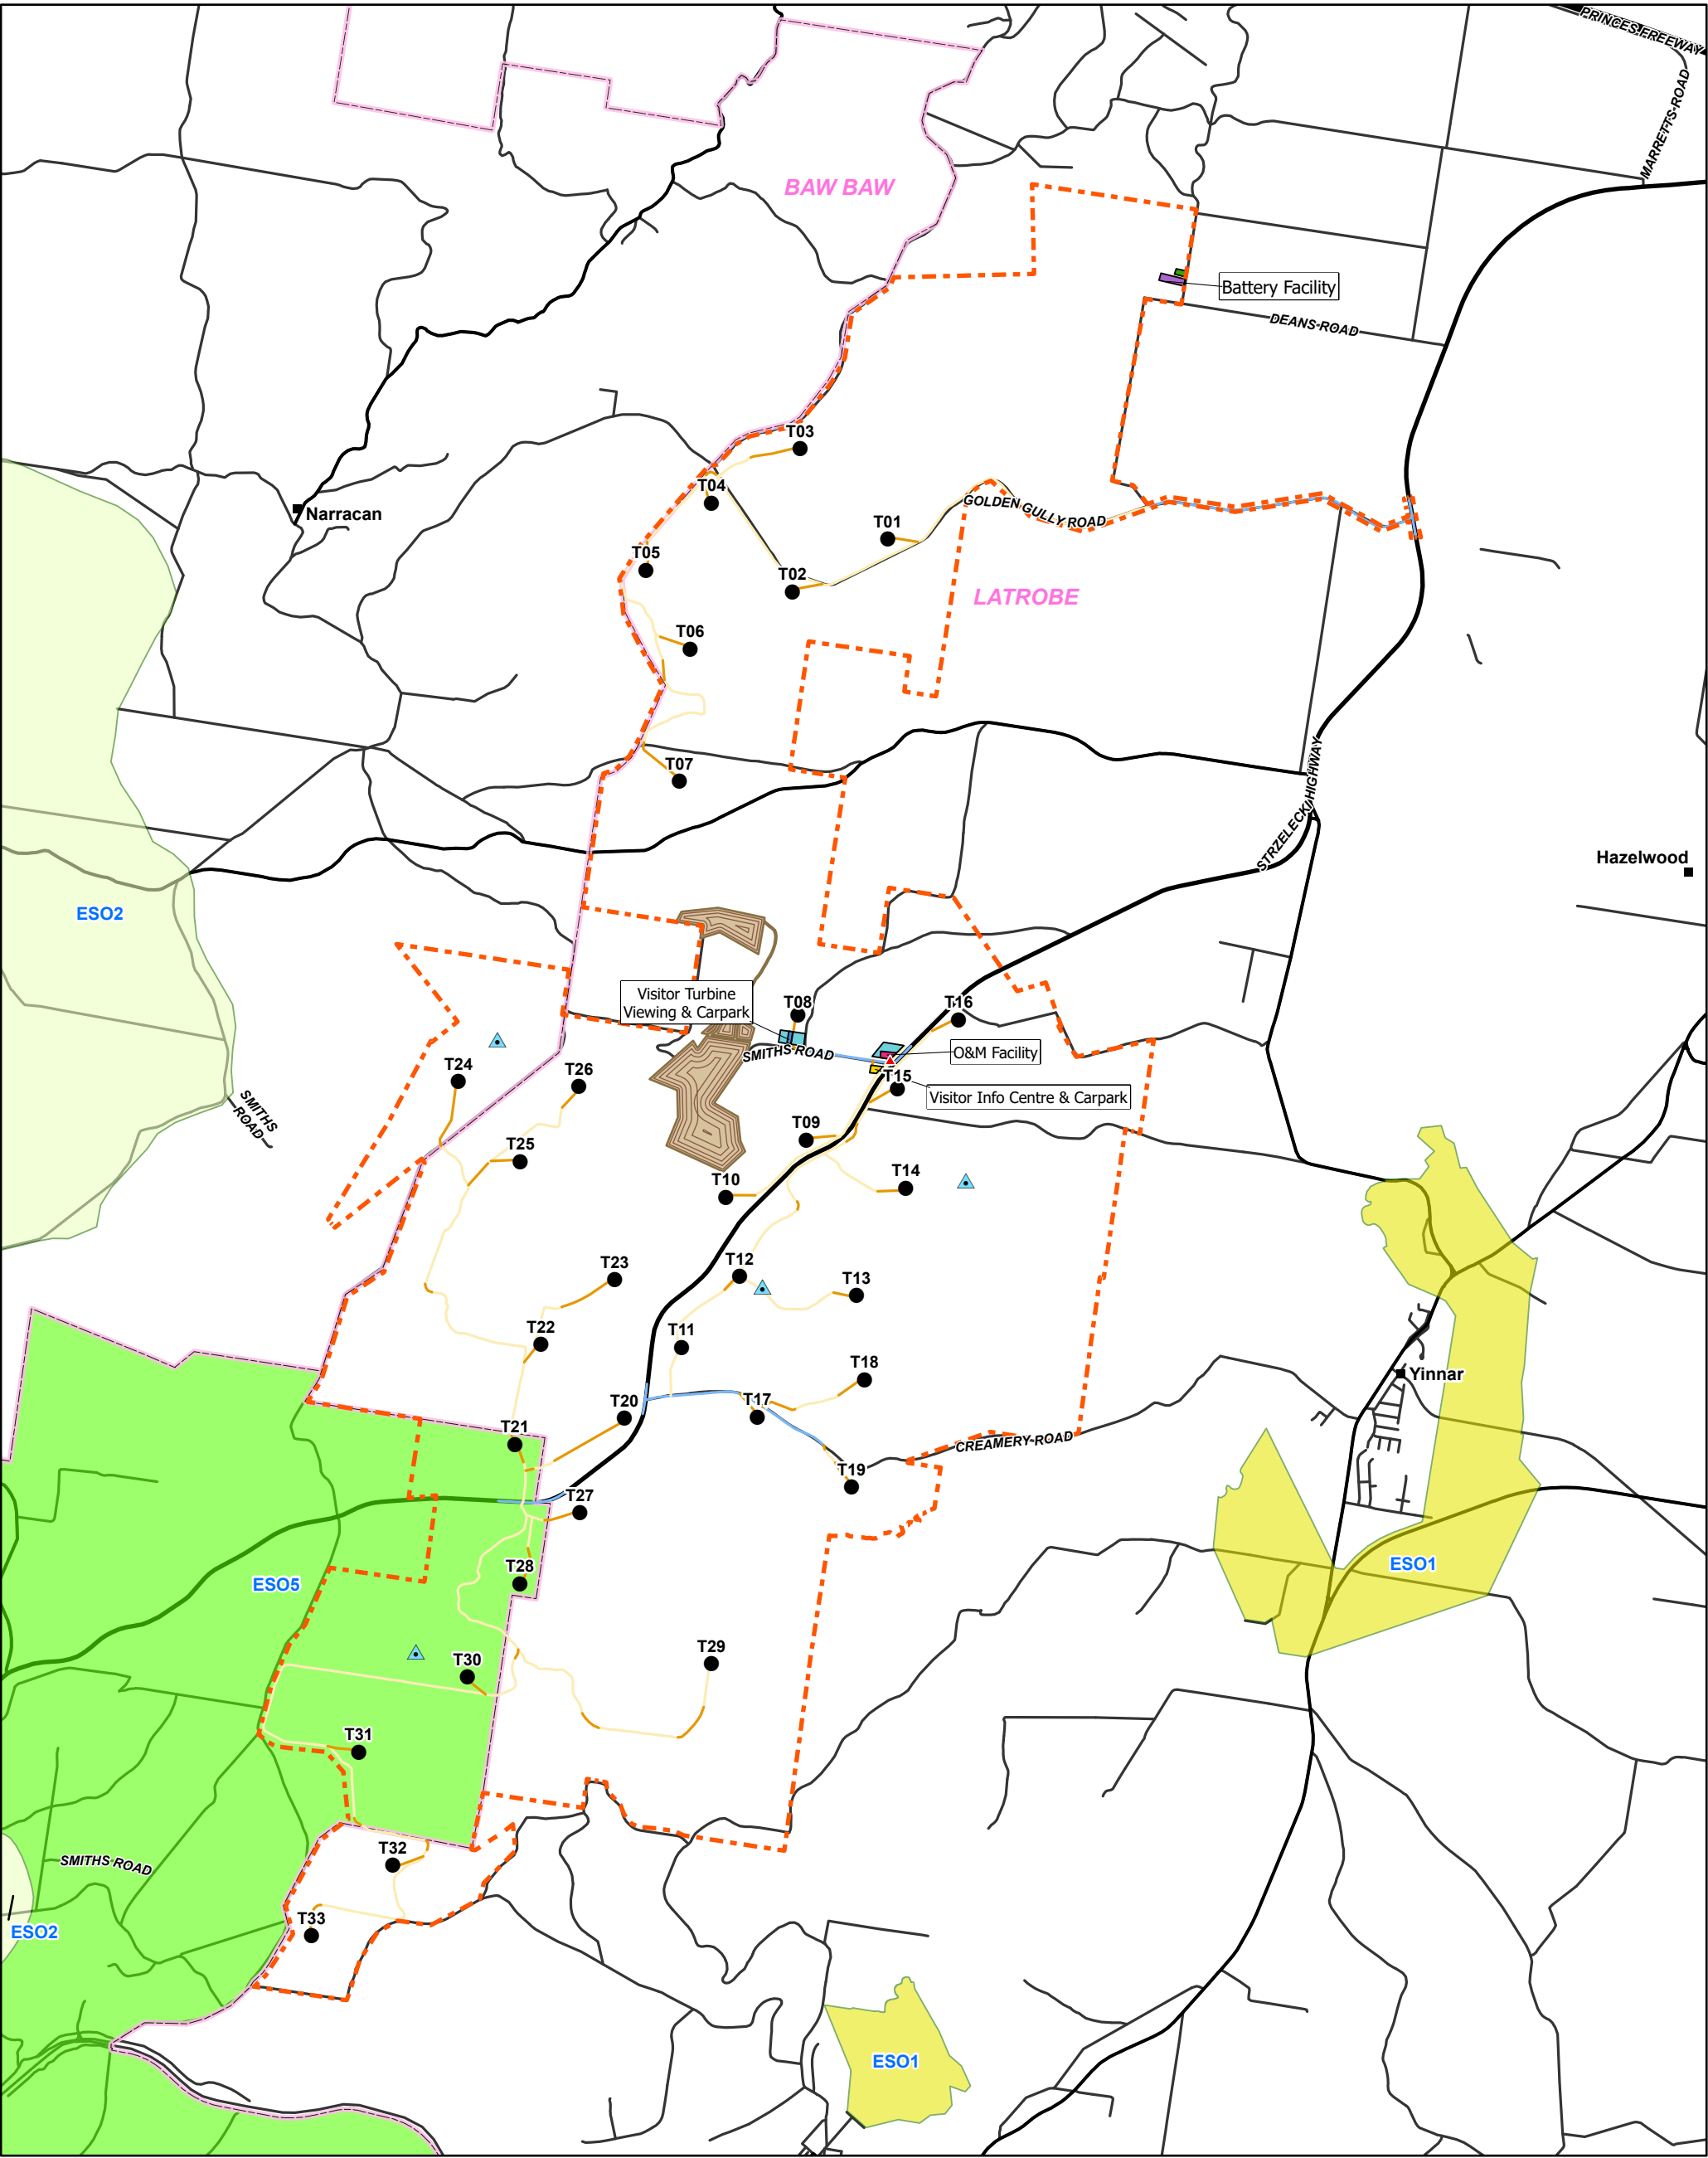 PRINCES FREEWAY
MARRETTS ROAD
BAW BAW
Battery Facility
DEANS ROAD
T03
T04
GOLDEN GULLY ROAD
Narracan
T01
T05
T02
LATROBE
T06
T07
STRZELECKI HIGHWAY
Hazelwood
ESO2
Visitor Turbine
Viewing & Carpark
T08
T16
SMITHS ROAD
O&M Facility
T24
T26
T15
Visitor Info Centre & Carpark
SMITHS
ROAD
T09
T25
T14
T10
T12
T23
T13
T22
T11
T18
Yinnar
T20
T17
T21
CREAMERY ROAD
T19
T27
T28
ESO5
ESO1
T29
T30
T31
T32
SMITHS ROAD
T33
ESO2
ESO1